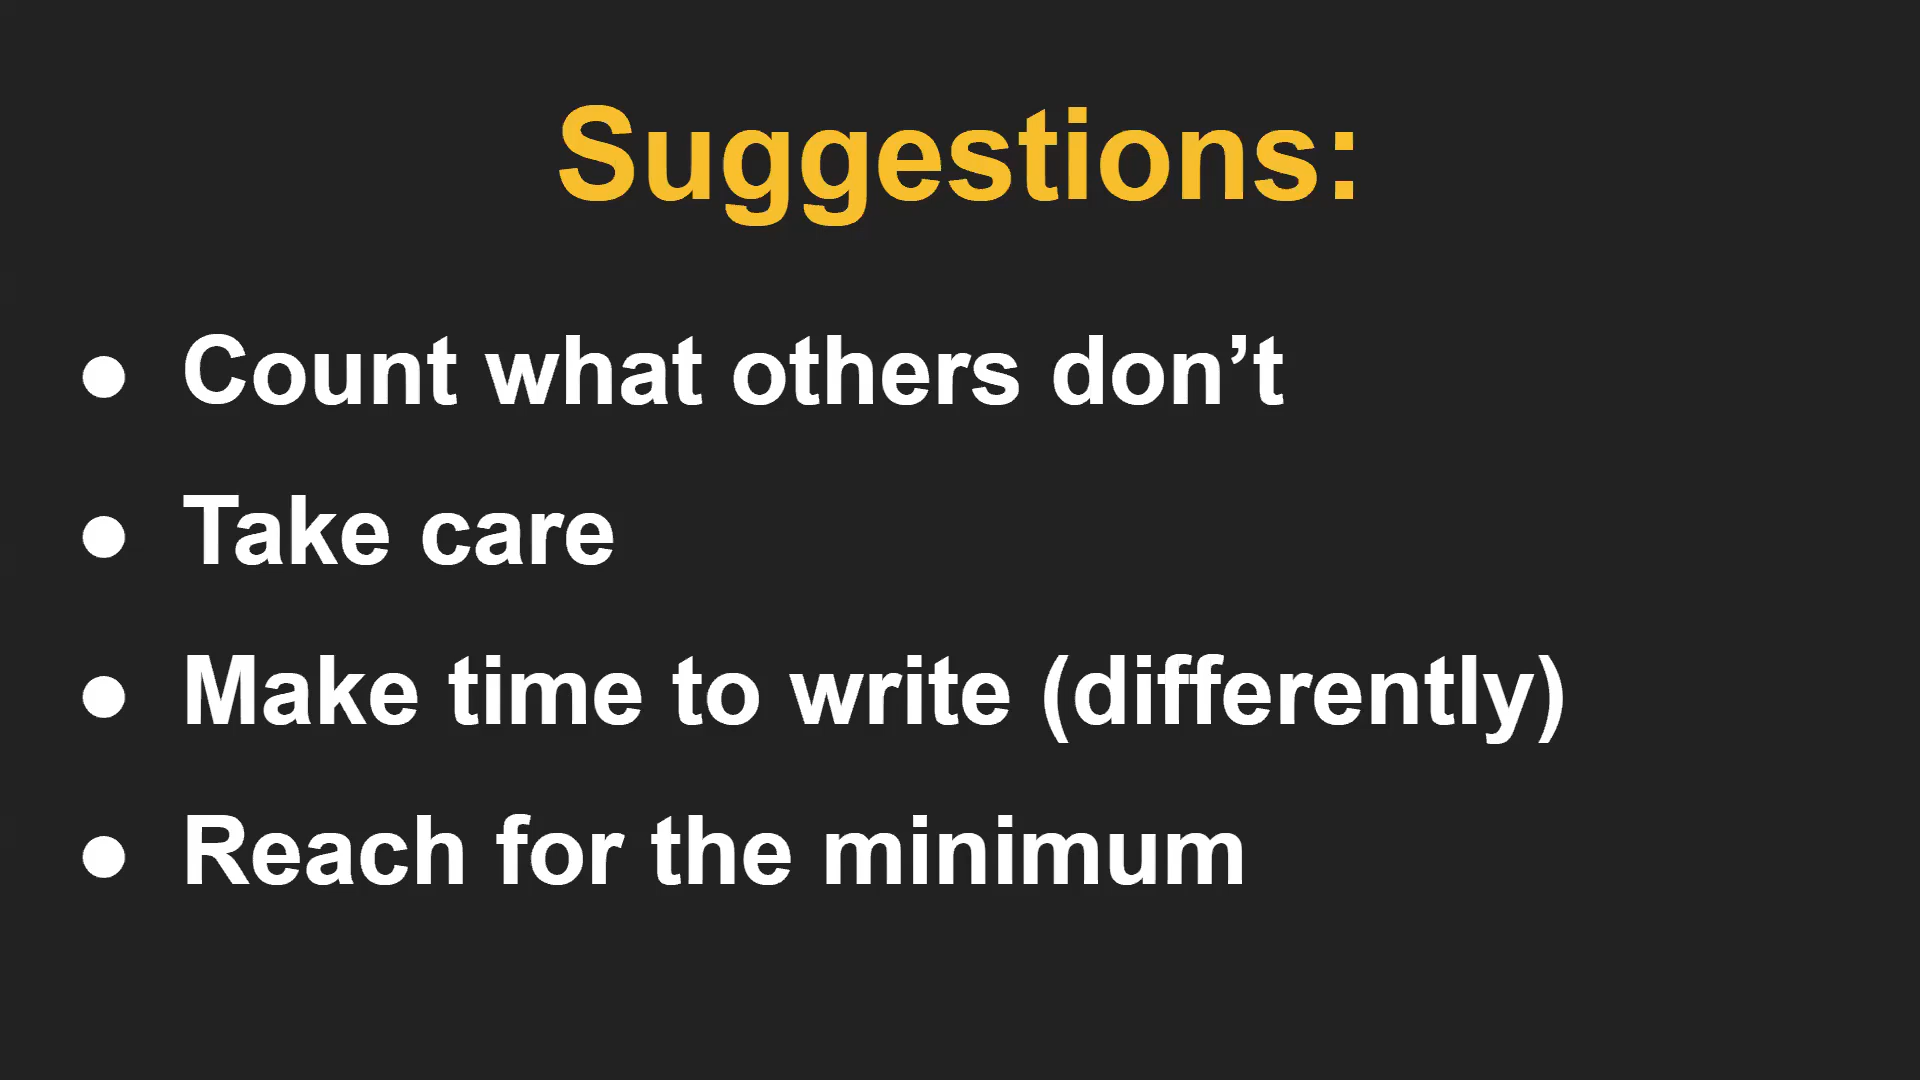 Suggestions:
● Count what others don’t
● Take care
● Make time to write (differently)
● Reach for the minimum